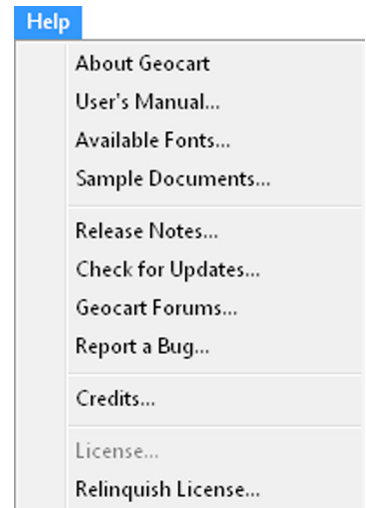 Help
About Geocart
User's Manual...
Available Fonts...
Sample Documents...
Release Notes...
Check for Updates...
Geocart Forums...
Report a Bug...
Credits...
License...
Relinquish License...